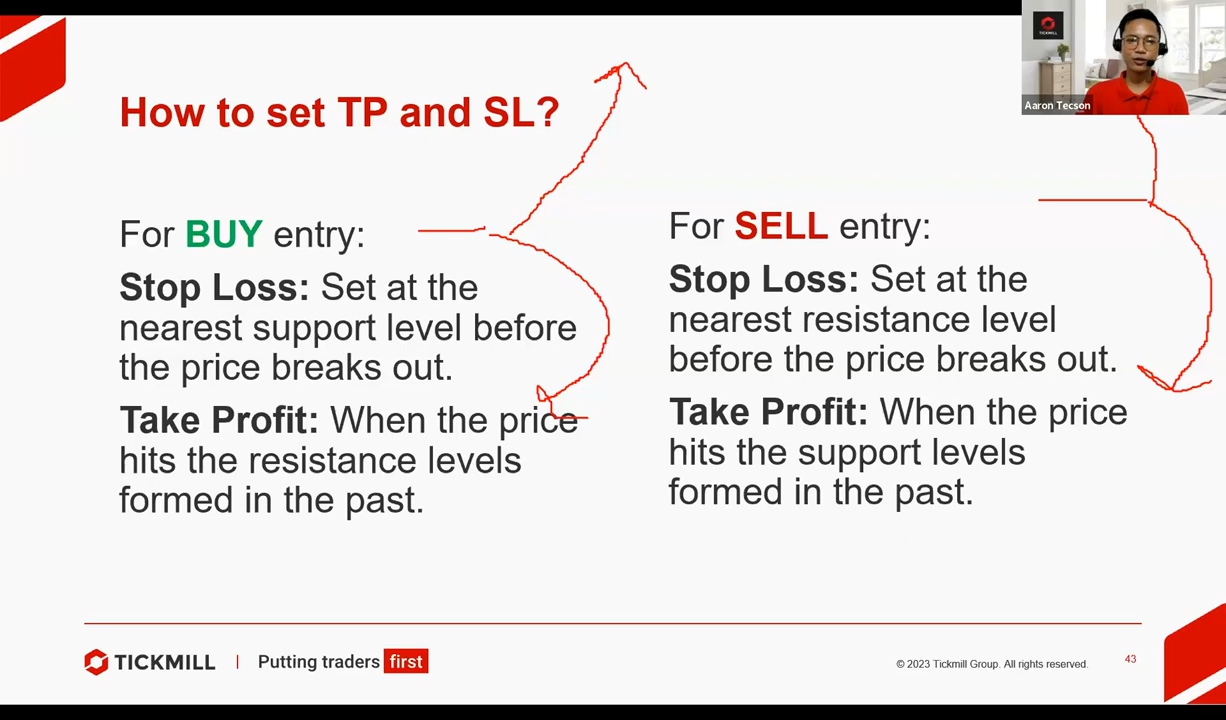 TICKMILL
Aaron Tecson
How to set TP and SL?
For BUY entry:
Stop Loss: Set at the
nearest support level before
the price breaks out.
Take Profit: When the price
hits the resistance levels
formed in the past.
For SELL entry:
Stop Loss: Set at the
nearest resistance level
before the price breaks out.
Take Profit: When the price
hits the support levels
formed in the past.
TICKMILL | Putting traders first
© 2023 Tickmill Group. All rights reserved.
43